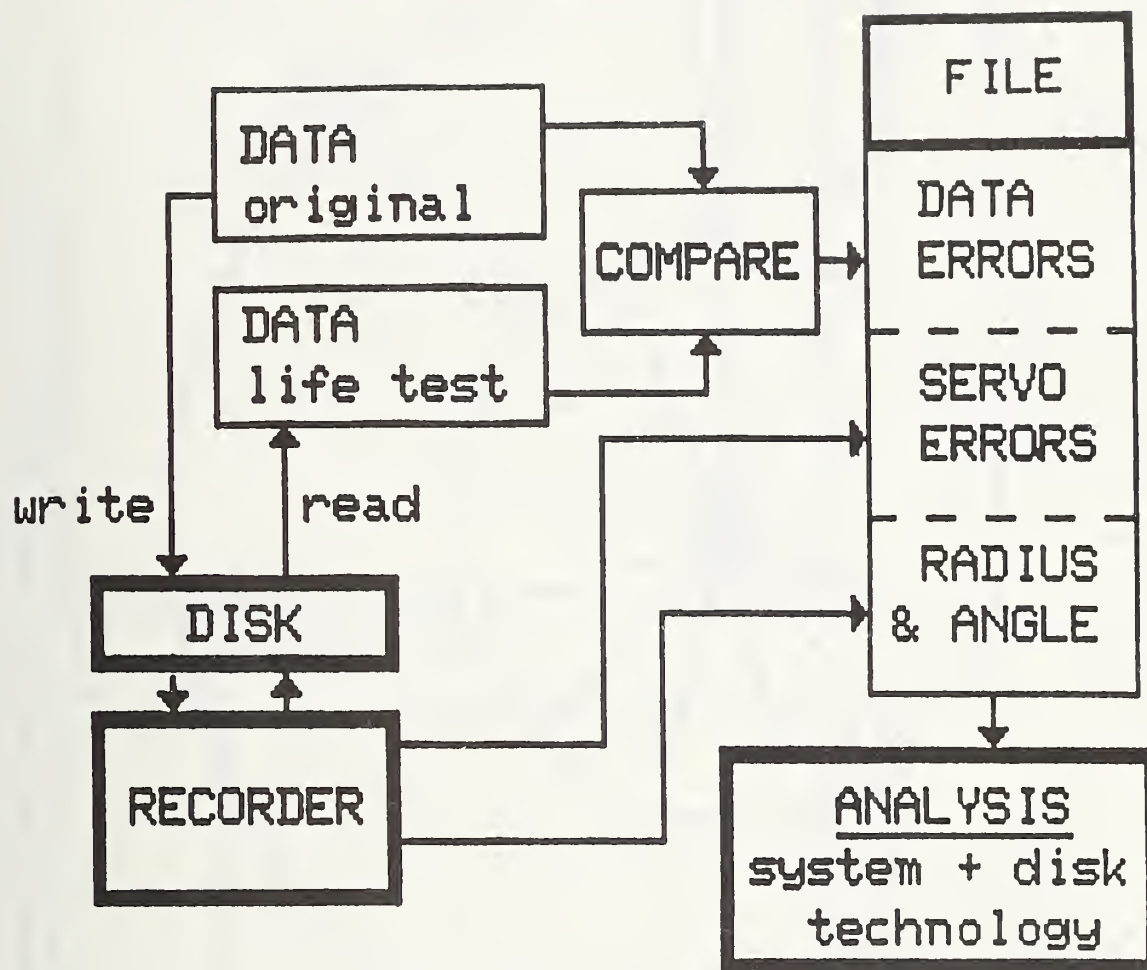 FILE
DATA
original
DATA
ERRORS
COMPARE
DATA
life test
SERVO
ERRORS
write
read
RADIUS
& ANGLE
DISK
RECORDER
ANALYSIS
system + disk
technology